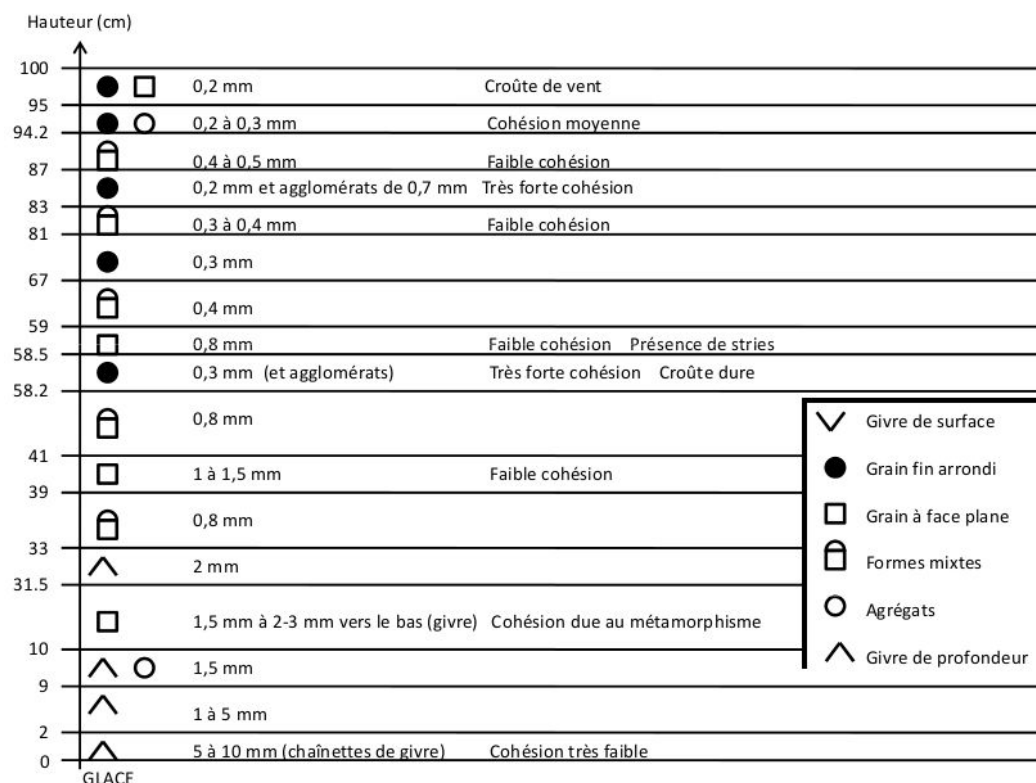 Hauteur (cm)
100
0,2 mm Croûte de vent
95
0,2 à 0,3 mm Cohésion moyenne
94.2
0,4 à 0,5 mm Faible cohésion
87
0,2 mm et agglomérats de 0,7 mm Très forte cohésion
83
0,3 à 0,4 mm Faible cohésion
81
0,3 mm
67
0,4 mm
59
0,8 mm Faible cohésion Présence de stries
58.5
0,3 mm (et agglomérats) Très forte cohésion Croûte dure
58.2
0,8 mm
41
1 à 1,5 mm Faible cohésion
39
0,8 mm
33
2 mm
31.5
1,5 mm à 2-3 mm vers le bas (givre) Cohésion due au métamorphisme
10
1,5 mm
9
1 à 5 mm
2
5 à 10 mm (chaînettes de givre) Cohésion très faible
0
GLACE
Givre de surface
Grain fin arrondi
Grain à face plane
Formes mixtes
Agrégats
Givre de profondeur